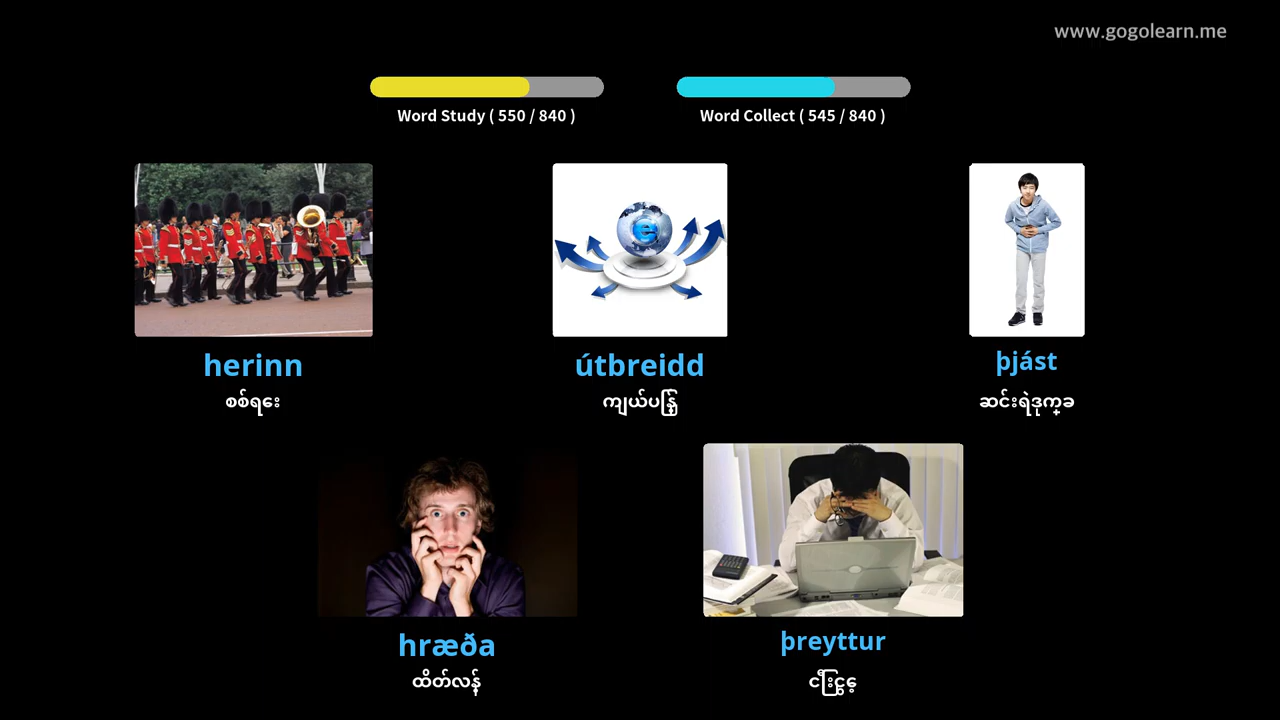 www.gogolearn.me
Word Study ( 550 / 840 )
Word Collect ( 545 / 840 )
herinn
စစ်ရေး
útbreidd
ကျယ်ပြန့်
þjást
ဆင်းရဲဒုက္ခ
hræða
ထိတ်လန့်
þreyttur
ငြီးငွေ့